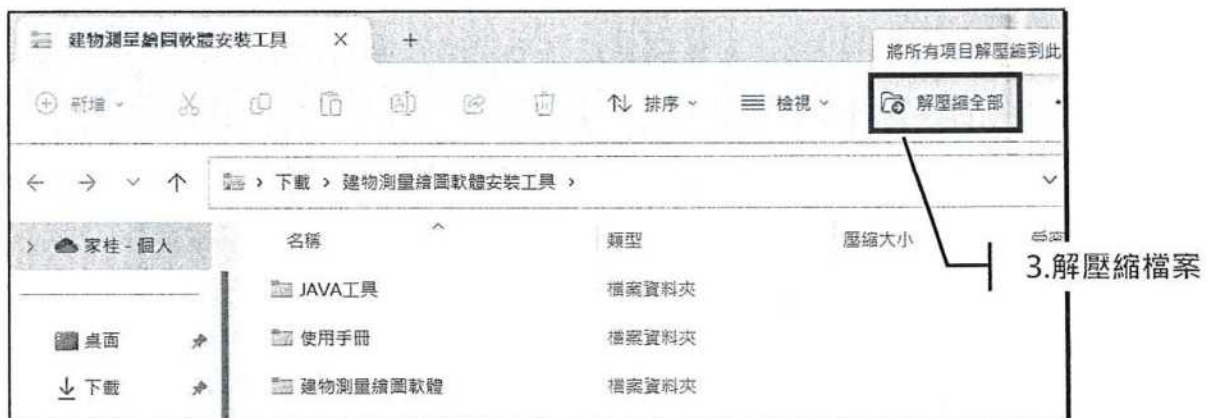 建物測量繪圖軟體安裝工具 × +
將所有項目解壓縮到此
新增 排序 檢視 解壓縮全部
下載 › 建物測量繪圖軟體安裝工具 ›
家桂 - 個人
名稱 類型 壓縮大小
3.解壓縮檔案
JAVA工具 檔案資料夾
桌面 使用手冊 檔案資料夾
下載 建物測量繪圖軟體 檔案資料夾